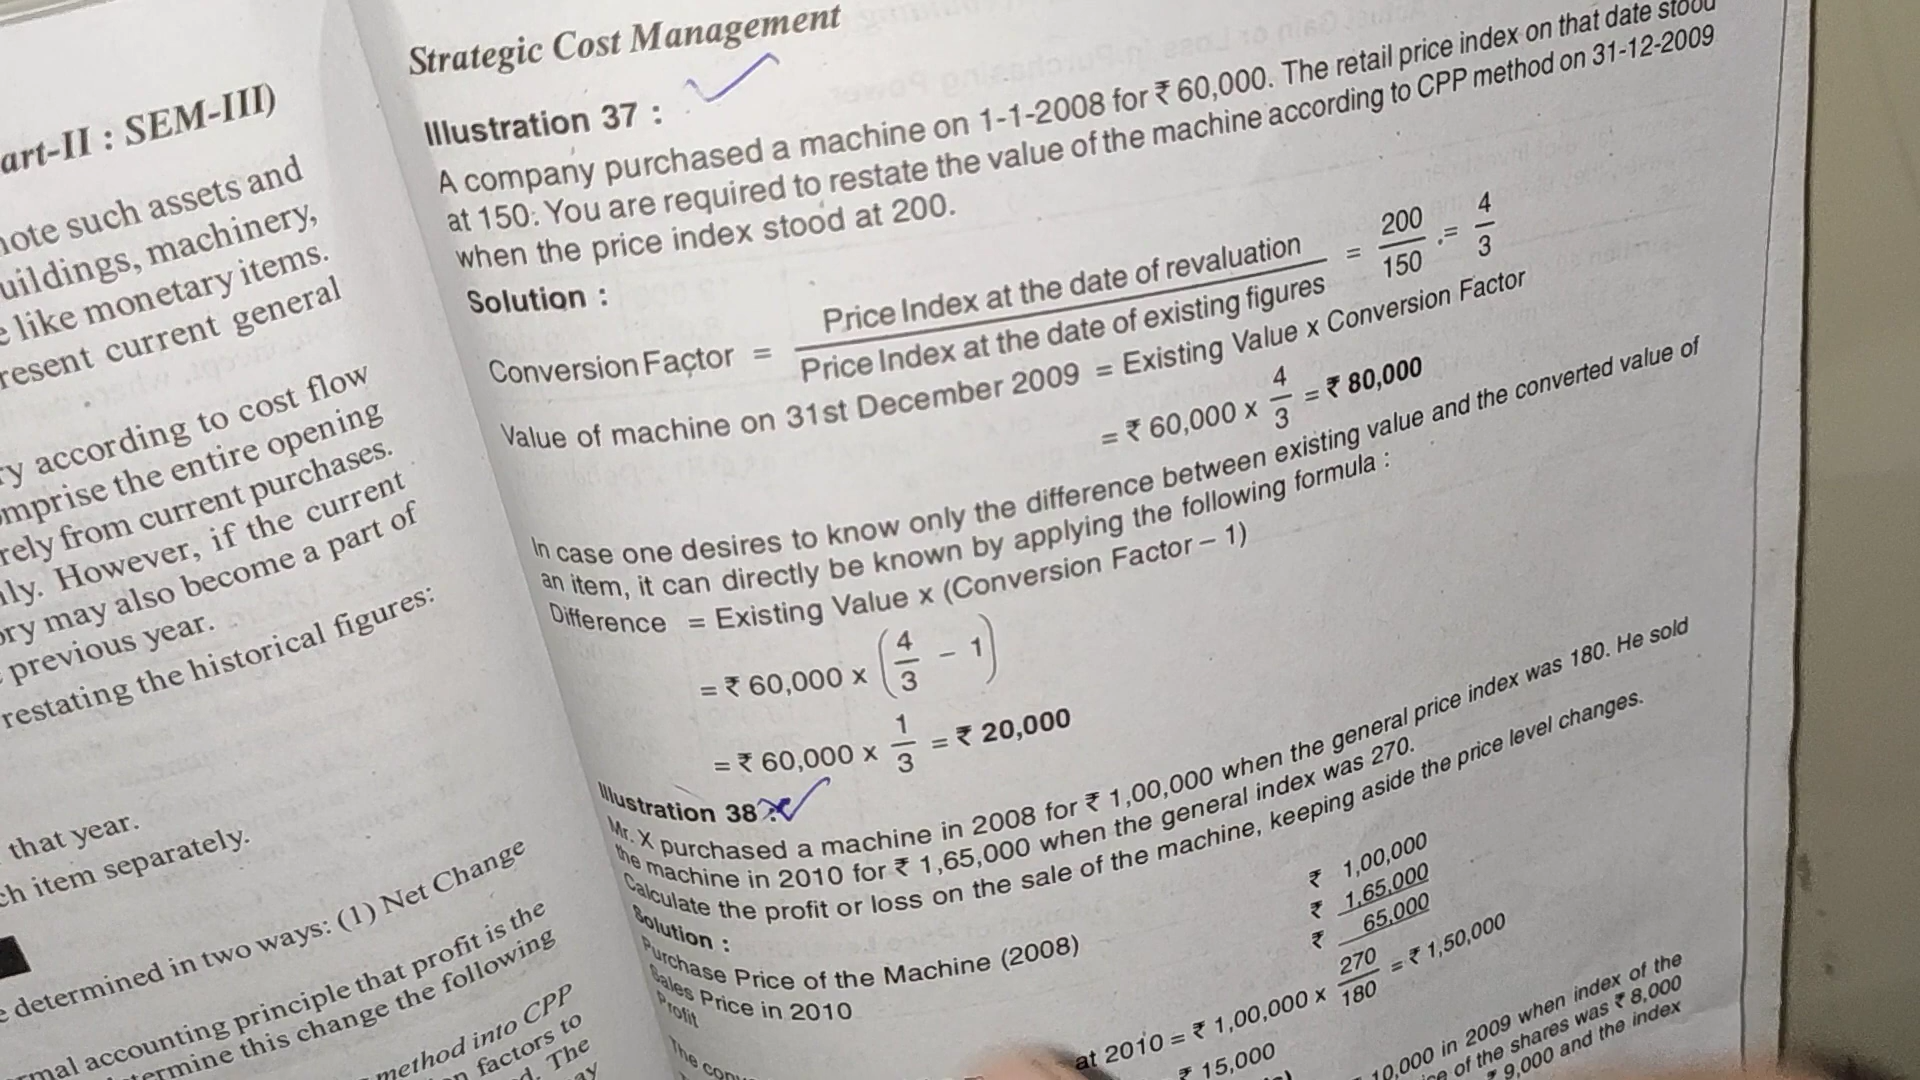 art-II : SEM-III)
note such assets and
uildings, machinery,
e like monetary items.
resent current general
ry according to cost flow
omprise the entire opening
rely from current purchases.
nly. However, if the current
ory may also become a part of
previous year.
restating the historical figures:
that year.
ch item separately.
e determined in two ways: (1) Net Change
rmal accounting principle that profit is the
termine this change the following
method into CPP
factors to
The
Strategic Cost Management
Illustration 37 :
A company purchased a machine on 1-1-2008 for ₹ 60,000. The retail price index on that date stood
at 150. You are required to restate the value of the machine according to CPP method on 31-12-2009
when the price index stood at 200.
Solution :
Conversion Factor = Price Index at the date of revaluation / Price Index at the date of existing figures = 200/150 = 4/3
Value of machine on 31st December 2009 = Existing Value x Conversion Factor
= ₹ 60,000 x 4/3 = ₹ 80,000
In case one desires to know only the difference between existing value and the converted value of
an item, it can directly be known by applying the following formula :
Difference = Existing Value x (Conversion Factor – 1)
= ₹ 60,000 x (4/3 – 1)
= ₹ 60,000 x 1/3 = ₹ 20,000
Illustration 38 :
Mr. X purchased a machine in 2008 for ₹ 1,00,000 when the general price index was 180. He sold
the machine in 2010 for ₹ 1,65,000 when the general index was 270.
Calculate the profit or loss on the sale of the machine, keeping aside the price level changes.
Solution :
Purchase Price of the Machine (2008) ₹ 1,00,000
Sales Price in 2010 ₹ 1,65,000
Profit ₹ 65,000
The
at 2010 = ₹ 1,00,000 x 270/180 = ₹ 1,50,000
₹ 15,000
10,000 in 2009 when index of the
of the shares was ₹ 8,000
₹ 9,000 and the index